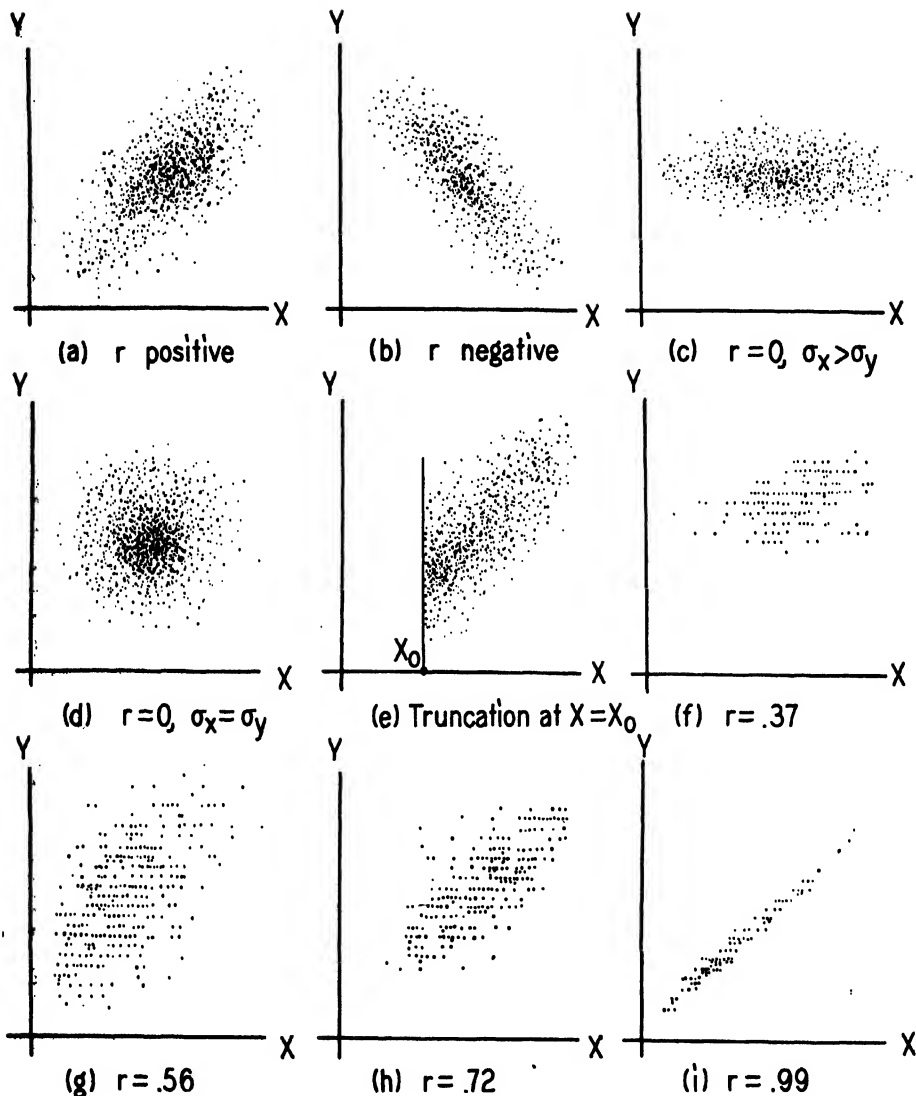 Y
Y
Y
X
X
X
(a) r positive
(b) r negative
(c) r=0, σx>σy
Y
Y
Y
X
X₀
X
X
(d) r=0, σx=σy
(e) Truncation at X=X₀
(f) r=.37
Y
Y
Y
X
X
X
(g) r=.56
(h) r=.72
(i) r=.99